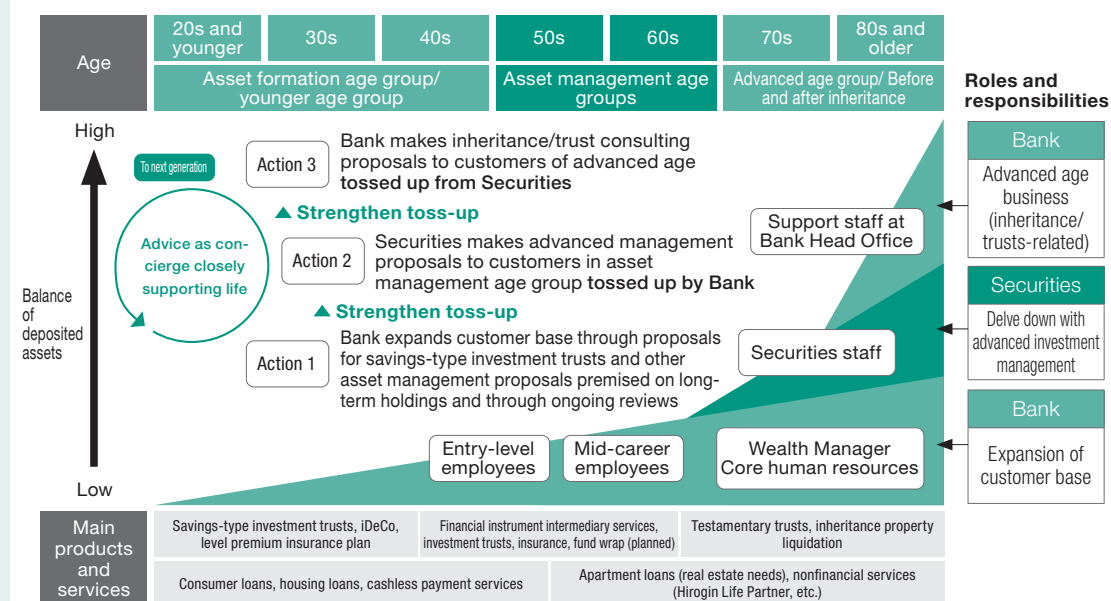 Age
20s and
younger
30s
40s
50s
60s
70s
80s and
older
Asset formation age group/
younger age group
Asset management age
groups
Advanced age group/ Before
and after inheritance
Roles and
responsibilities
High
Balance
of
deposited
assets
Low
To next generation
Advice as con-
cierge closely
supporting life
Action 3
Bank makes inheritance/trust consulting
proposals to customers of advanced age
tossed up from Securities
▲ Strengthen toss-up
Action 2
Securities makes advanced management
proposals to customers in asset
management age group tossed up by Bank
▲ Strengthen toss-up
Action 1
Bank expands customer base through proposals
for savings-type investment trusts and other
asset management proposals premised on long-
term holdings and through ongoing reviews
Support staff at
Bank Head Office
Securities staff
Entry-level
employees
Mid-career
employees
Wealth Manager
Core human resources
Bank
Advanced age
business
(inheritance/
trusts-related)
Securities
Delve down with
advanced investment
management
Bank
Expansion of
customer base
Main
products
and
services
Savings-type investment trusts, iDeCo,
level premium insurance plan
Financial instrument intermediary services,
investment trusts, insurance, fund wrap (planned)
Testamentary trusts, inheritance property
liquidation
Consumer loans, housing loans, cashless payment services
Apartment loans (real estate needs), nonfinancial services
(Hirogin Life Partner, etc.)